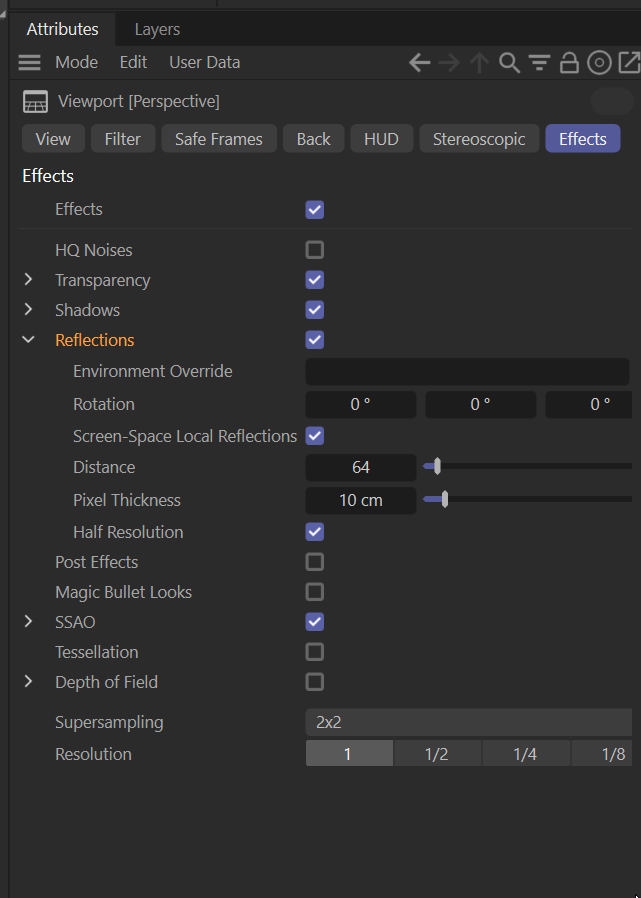 Attributes Layers
Mode Edit User Data
Viewport [Perspective]
View Filter Safe Frames Back HUD Stereoscopic Effects
Effects
Effects
HQ Noises
Transparency
Shadows
Reflections
Environment Override
Rotation 0 ° 0 ° 0 °
Screen-Space Local Reflections
Distance 64
Pixel Thickness 10 cm
Half Resolution
Post Effects
Magic Bullet Looks
SSAO
Tessellation
Depth of Field
Supersampling 2x2
Resolution 1 1/2 1/4 1/8